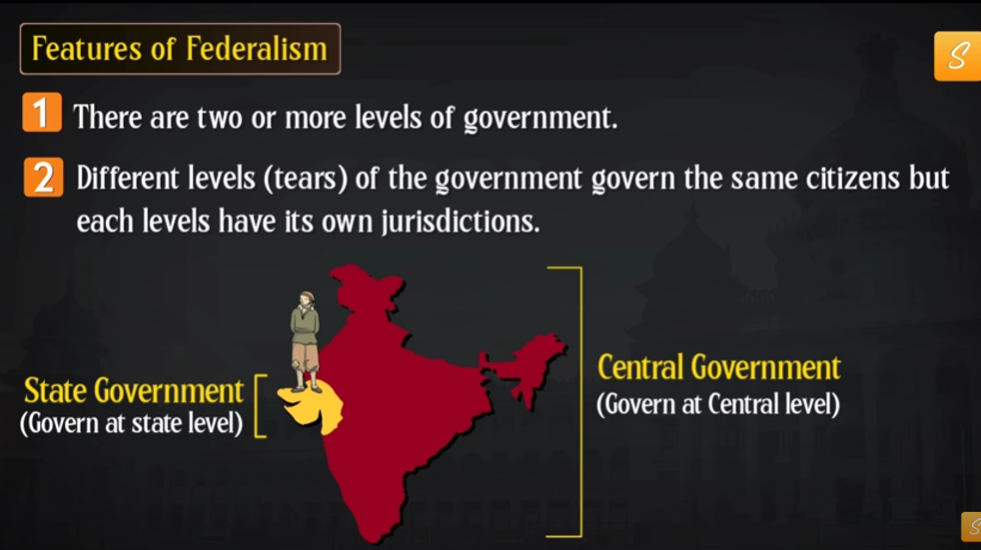 Features of Federalism
S
1 There are two or more levels of government.
2 Different levels (tears) of the government govern the same citizens but
each levels have its own jurisdictions.
State Government
(Govern at state level)
Central Government
(Govern at Central level)
S